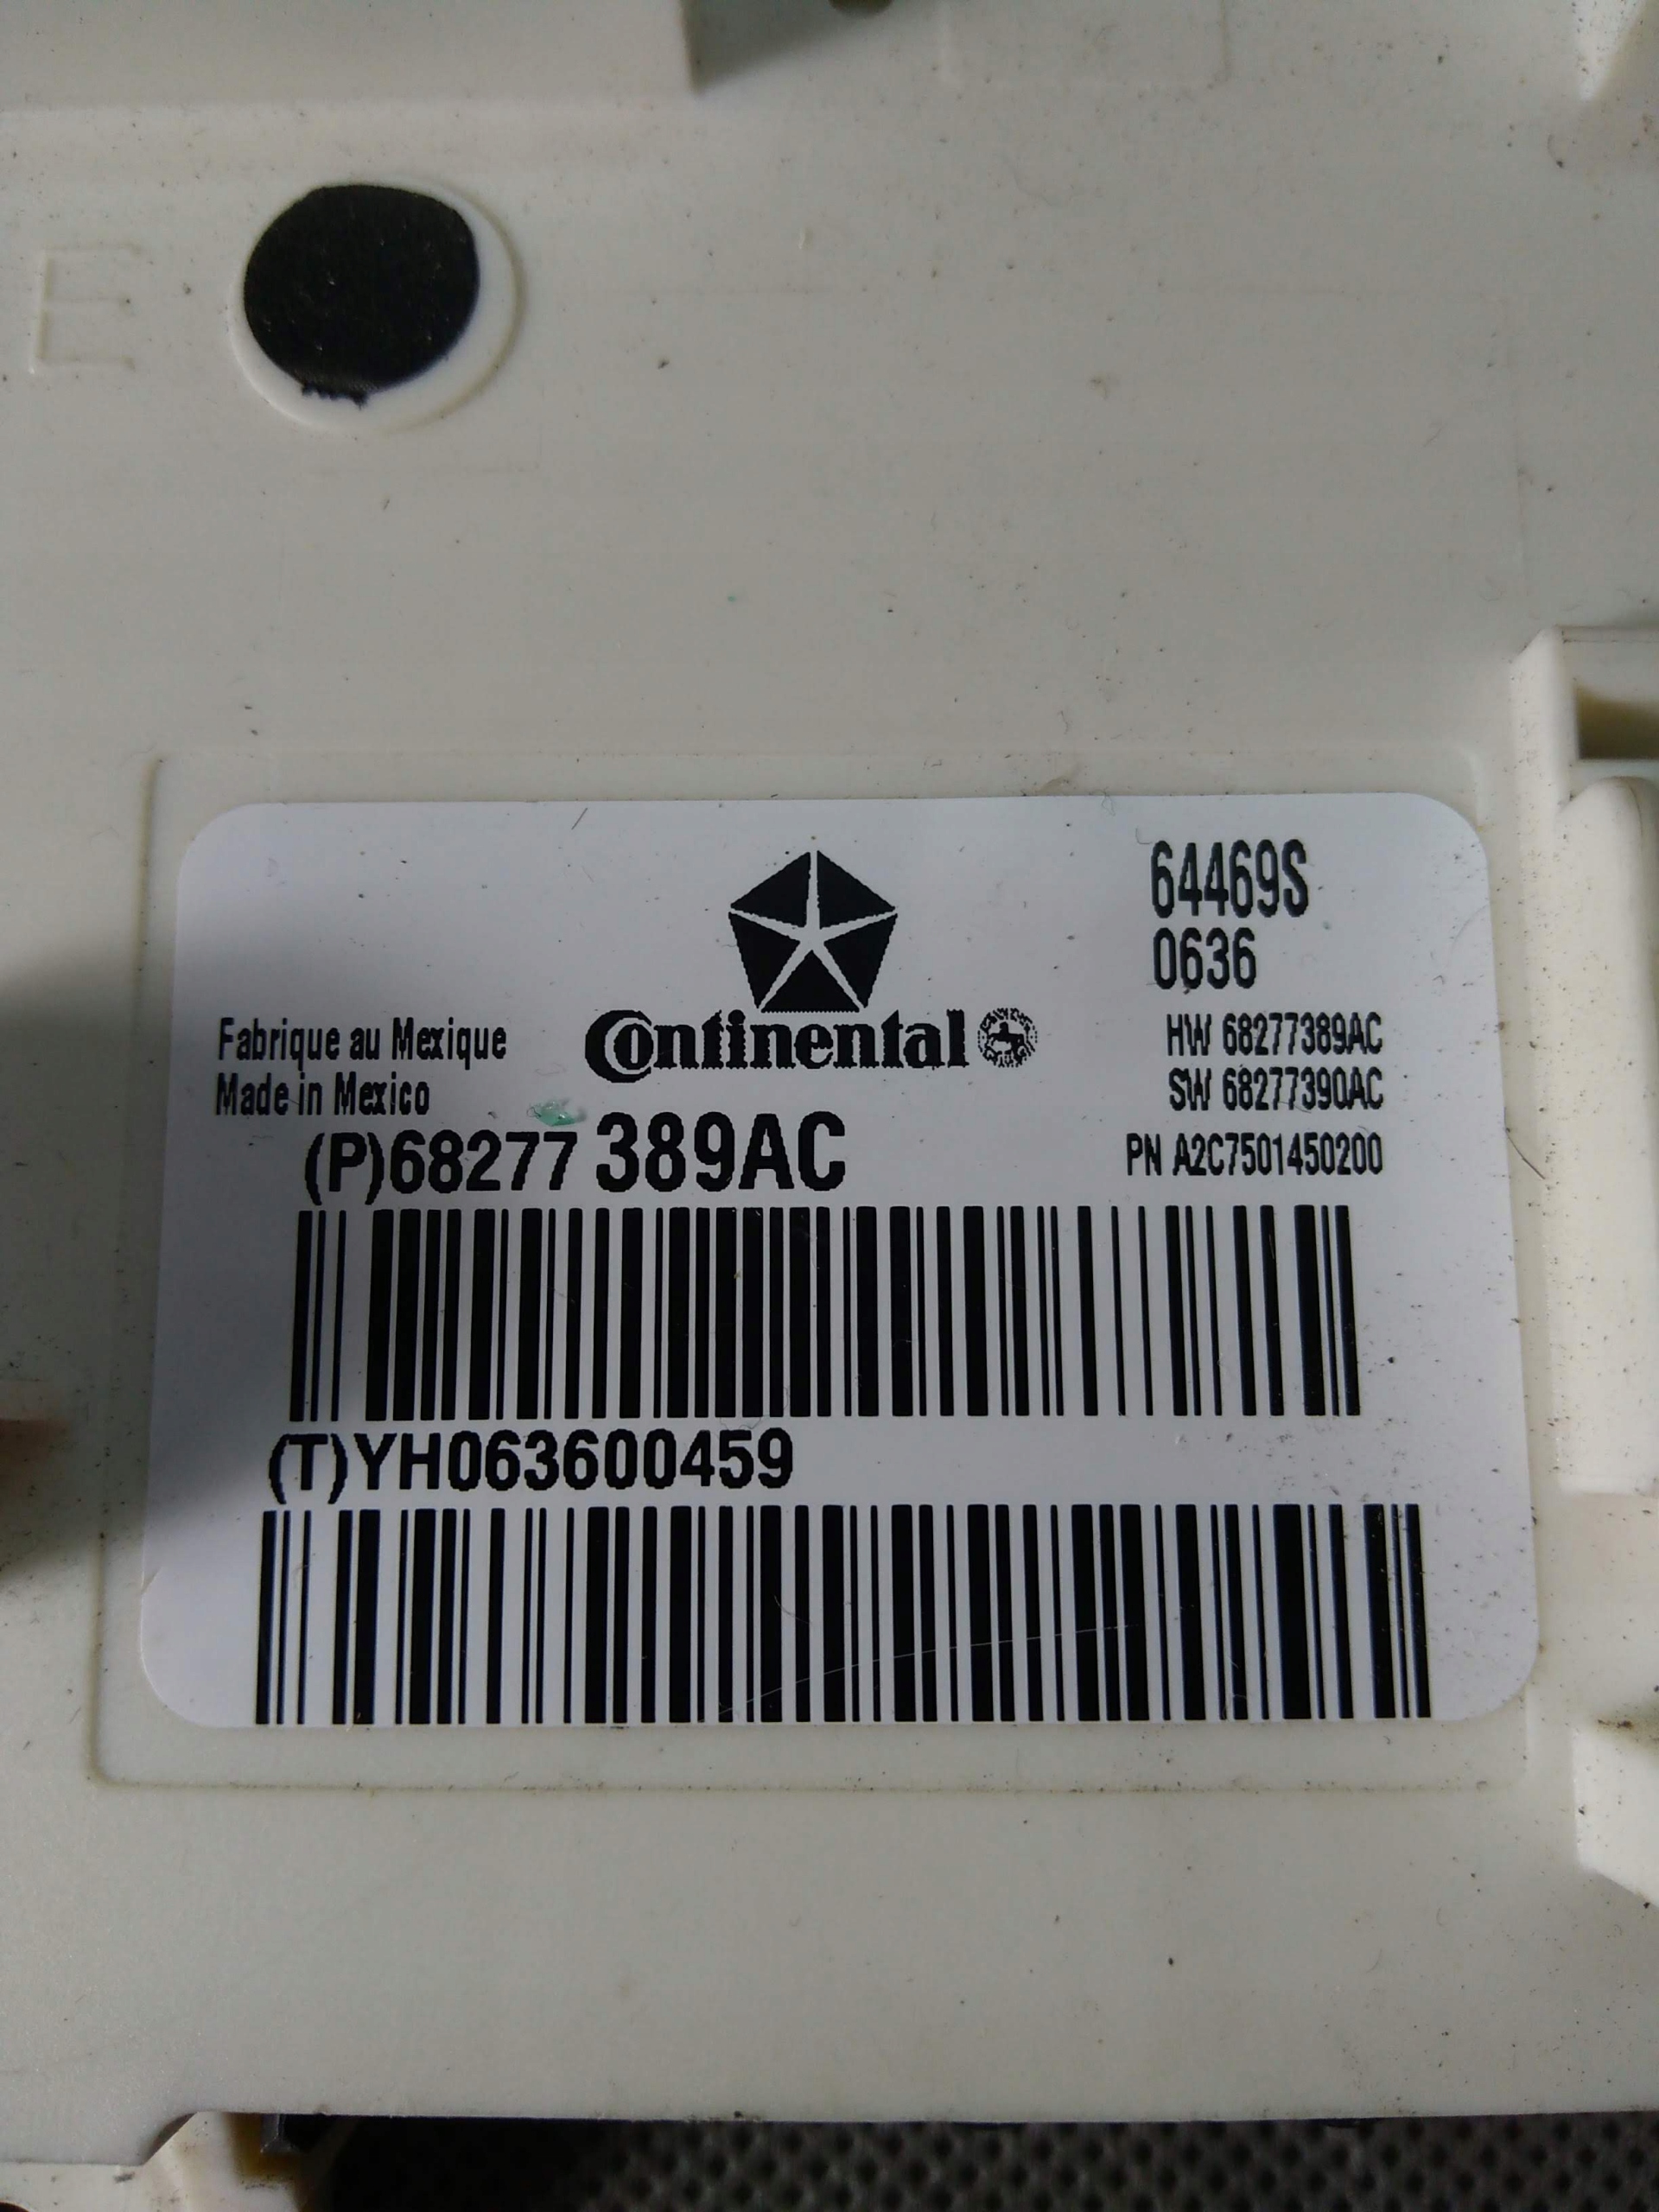 E
64469S
0636
Continental
HW 68277389AC
SW 68277390AC
Fabrique au Mexique
Made in Mexico
(P)68277 389AC
PN A2C7501450200
(T)YH063600459